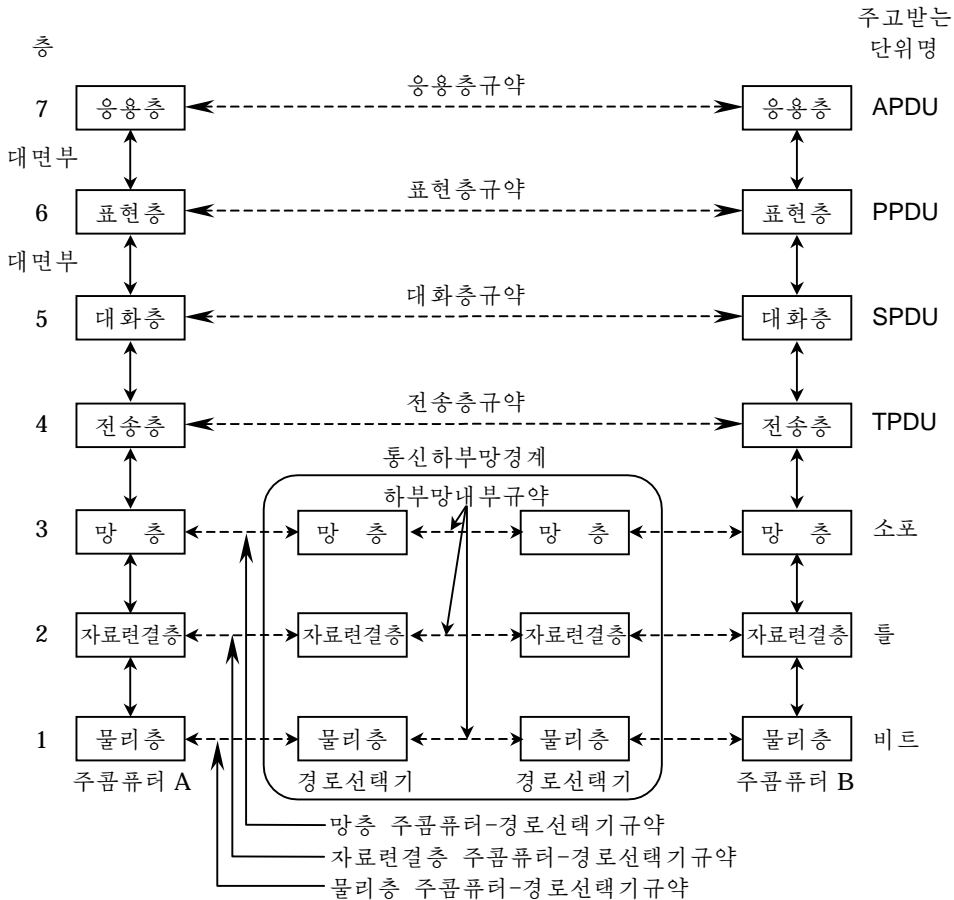 주고받는
층 단위명
응용층규약
7 응용층 응용층 APDU
대면부
표현층규약
6 표현층 표현층 PPDU
대면부
대화층규약
5 대화층 대화층 SPDU
전송층규약
4 전송층 전송층 TPDU
통신하부망경계
하부망내부규약
3 망 층 망 층 망 층 망 층 소포
2 자료련결층 자료련결층 자료련결층 자료련결층 틀
1 물리층 물리층 물리층 물리층 비트
주콤퓨터 A 경로선택기 경로선택기 주콤퓨터 B
망층 주콤퓨터-경로선택기규약
자료련결층 주콤퓨터-경로선택기규약
물리층 주콤퓨터-경로선택기규약